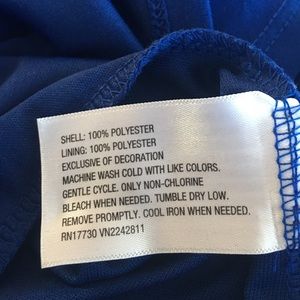 SHELL: 100% POLYESTER
LINING: 100% POLYESTER
EXCLUSIVE OF DECORATION
MACHINE WASH COLD WITH LIKE COLORS.
GENTLE CYCLE. ONLY NON-CHLORINE
BLEACH WHEN NEEDED. TUMBLE DRY LOW.
REMOVE PROMPTLY. COOL IRON WHEN NEEDED.
RN17730 VN2242811